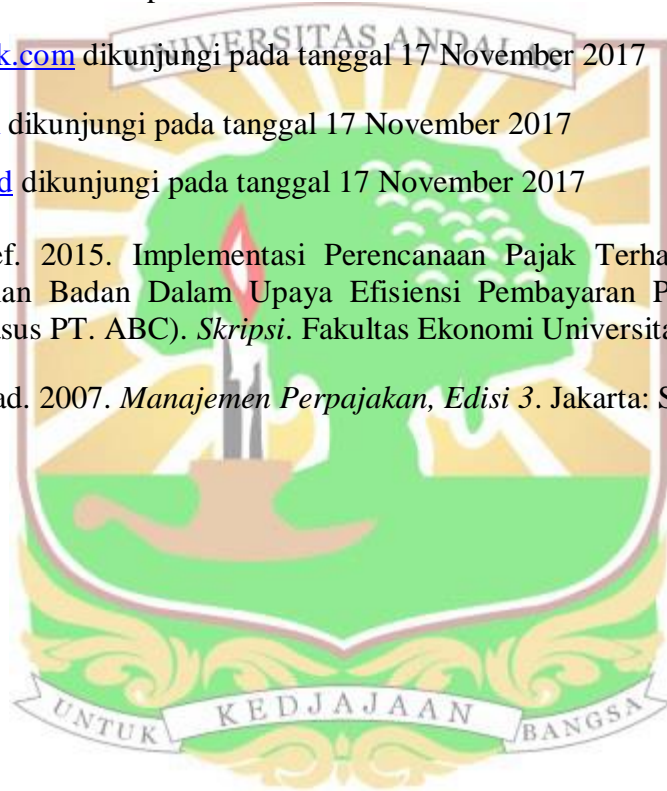 UNIVERSITAS ANDALAS
k.com dikunjungi pada tanggal 17 November 2017
dikunjungi pada tanggal 17 November 2017
d dikunjungi pada tanggal 17 November 2017
ef. 2015. Implementasi Perencanaan Pajak Terha
an Badan Dalam Upaya Efisiensi Pembayaran P
sus PT. ABC). Skripsi. Fakultas Ekonomi Universita
ad. 2007. Manajemen Perpajakan, Edisi 3. Jakarta: S
UNTUK KEDJAJAAN BANGSA